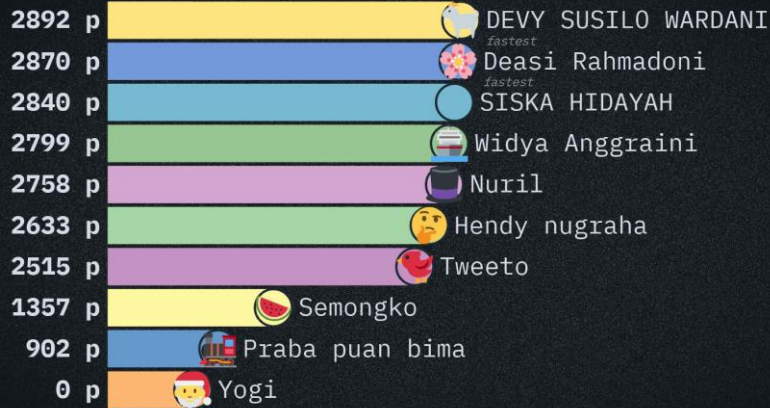 2892 p DEVY SUSILO WARDANI
fastest
2870 p Deasi Rahmadoni
fastest
2840 p SISKA HIDAYAH
2799 p Widya Anggraini
2758 p Nuril
2633 p Hendy nugraha
2515 p Tweeto
1357 p Semongko
902 p Praba puan bima
0 p Yogi